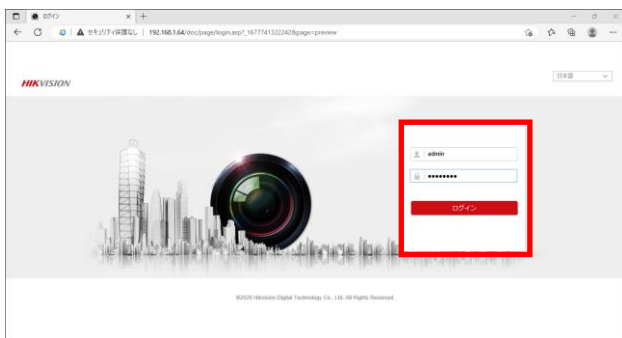 ログイン
セキュリティ保護なし
192.168.1.64/doc/page/login.asp?_1677741322242&page=preview
日本語
HIKVISION
admin
••••••••
ログイン
©2020 Hikvision Digital Technology Co., Ltd. All Rights Reserved.